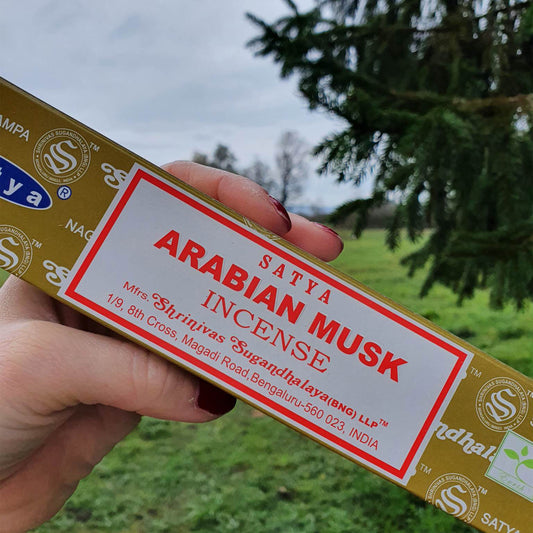 AMPA
tya®
NAG
SATYA
ARABIAN MUSK
INCENSE
Mfrs. Shrinivas Sugandhalaya(BNG) LLP™
1/9, 8th Cross, Magadi Road, Bengaluru-560 023, INDIA
ndhal
SATYA